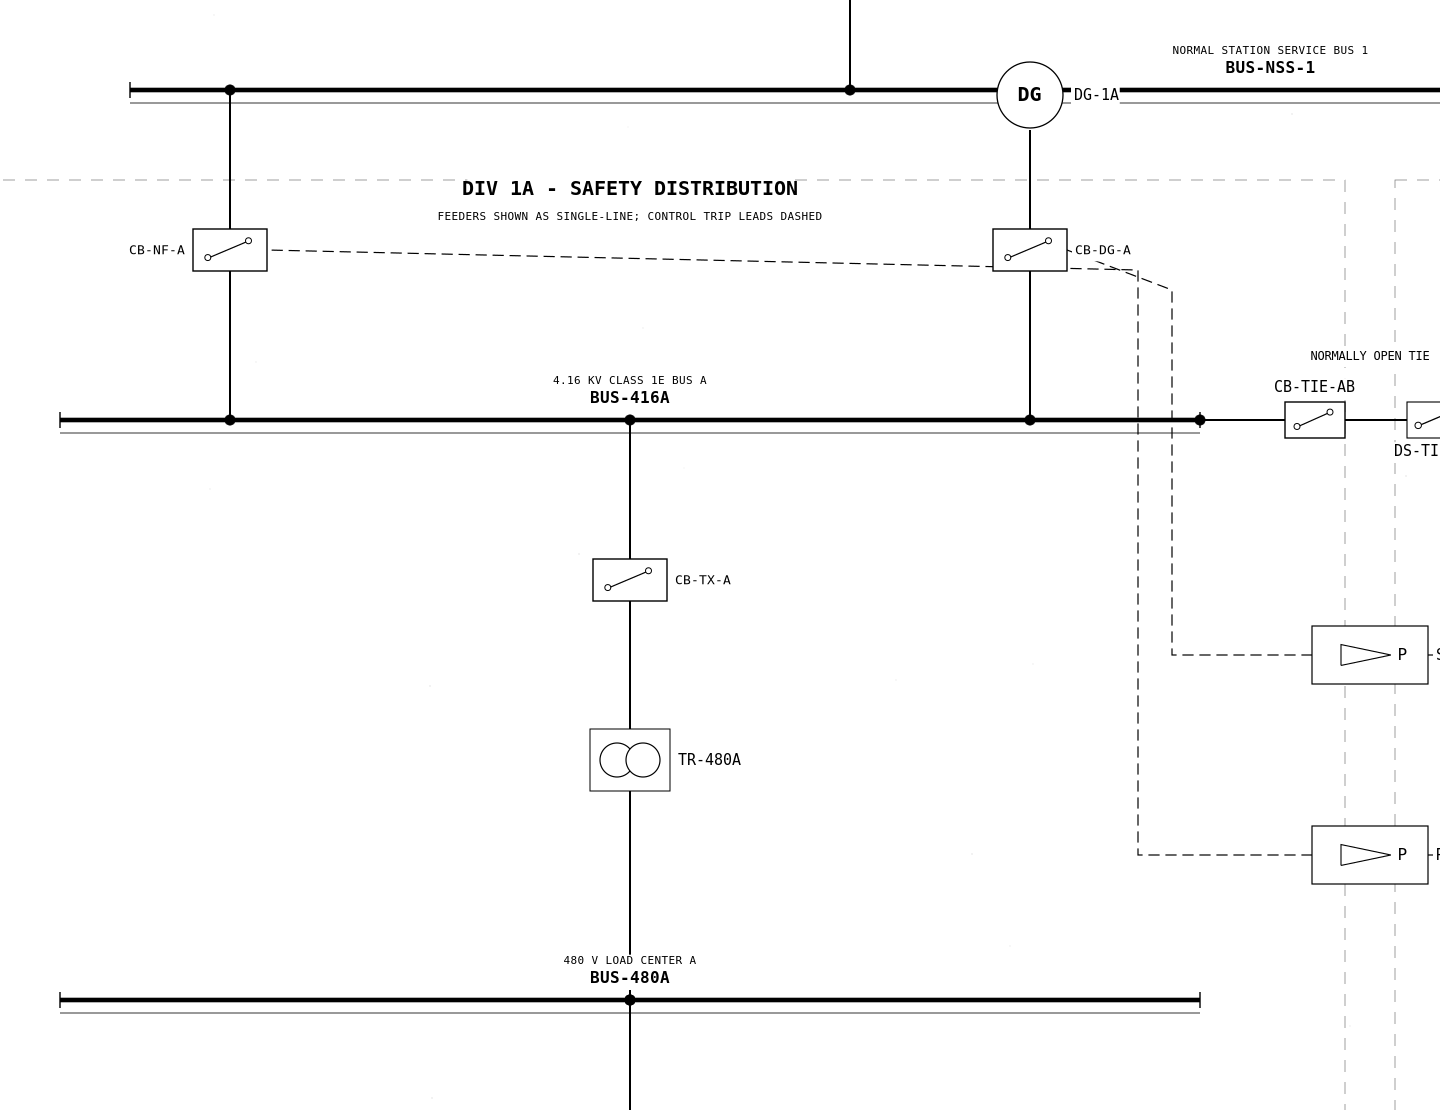 NORMAL STATION SERVICE BUS 1
BUS-NSS-1
DG
DG-1A
DIV 1A - SAFETY DISTRIBUTION
FEEDERS SHOWN AS SINGLE-LINE; CONTROL TRIP LEADS DASHED
CB-NF-A
CB-DG-A
NORMALLY OPEN TIE
4.16 KV CLASS 1E BUS A
BUS-416A
CB-TIE-AB
DS-TI
CB-TX-A
P
TR-480A
P
480 V LOAD CENTER A
BUS-480A